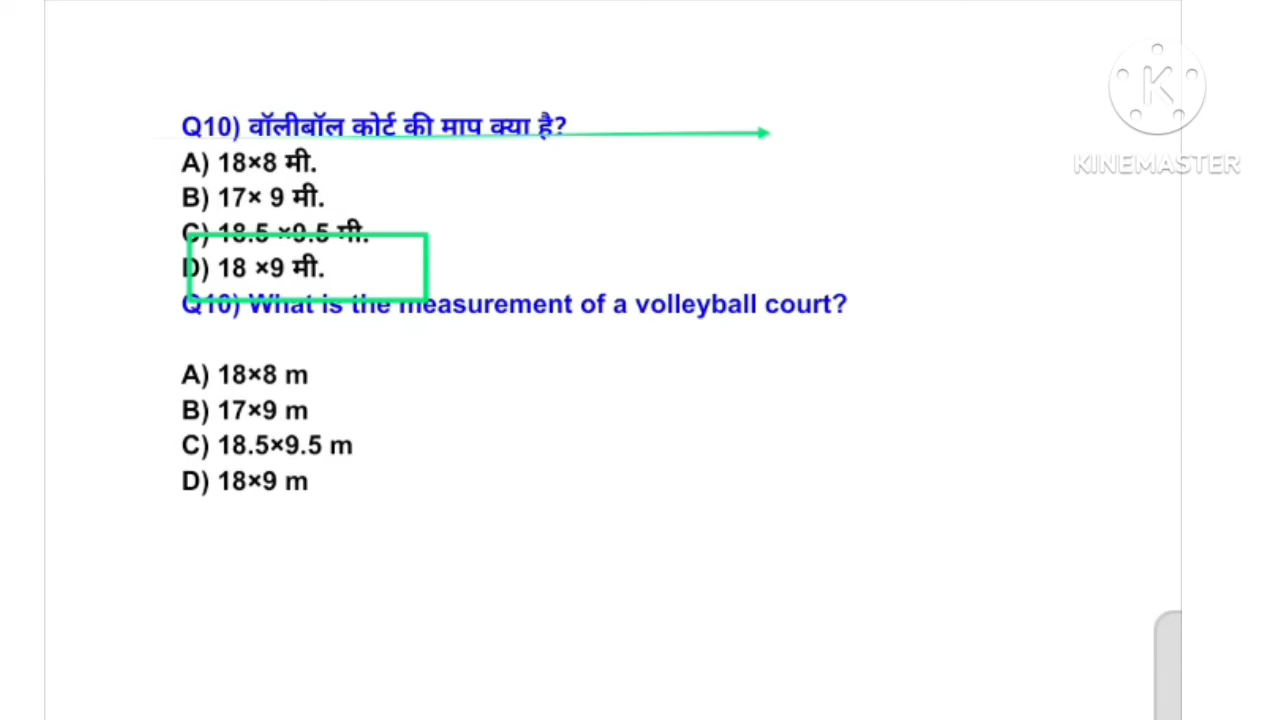 Q10) वॉलीबॉल कोर्ट की माप क्या है?
A) 18×8 मी.
B) 17× 9 मी.
C) 18.5 ×9.5 मी.
D) 18 ×9 मी.
Q10) What is the measurement of a volleyball court?
A) 18×8 m
B) 17×9 m
C) 18.5×9.5 m
D) 18×9 m
K
KINEMASTER